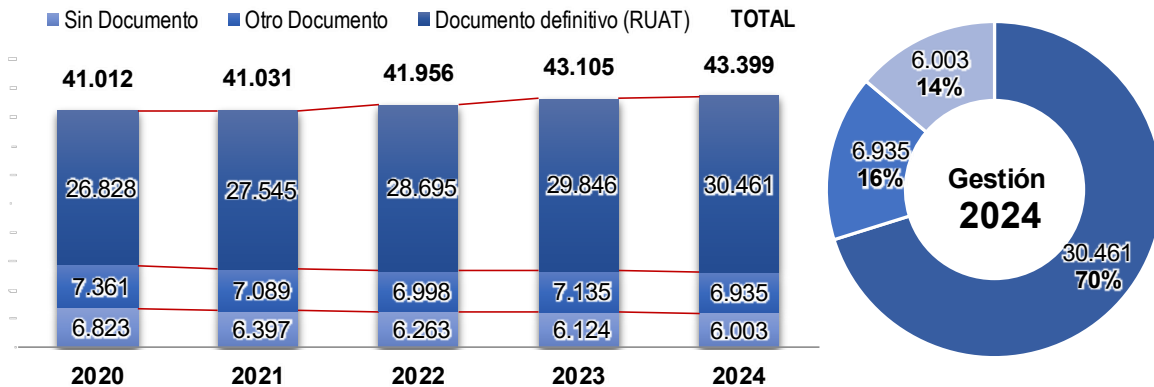 Sin Documento Otro Documento Documento definitivo (RUAT) TOTAL
41.012 41.031 41.956 43.105 43.399
26.828 27.545 28.695 29.846 30.461
7.361 7.089 6.998 7.135 6.935
6.823 6.397 6.263 6.124 6.003
2020 2021 2022 2023 2024
6.003
14%
6.935
16%
Gestión
2024
30.461
70%